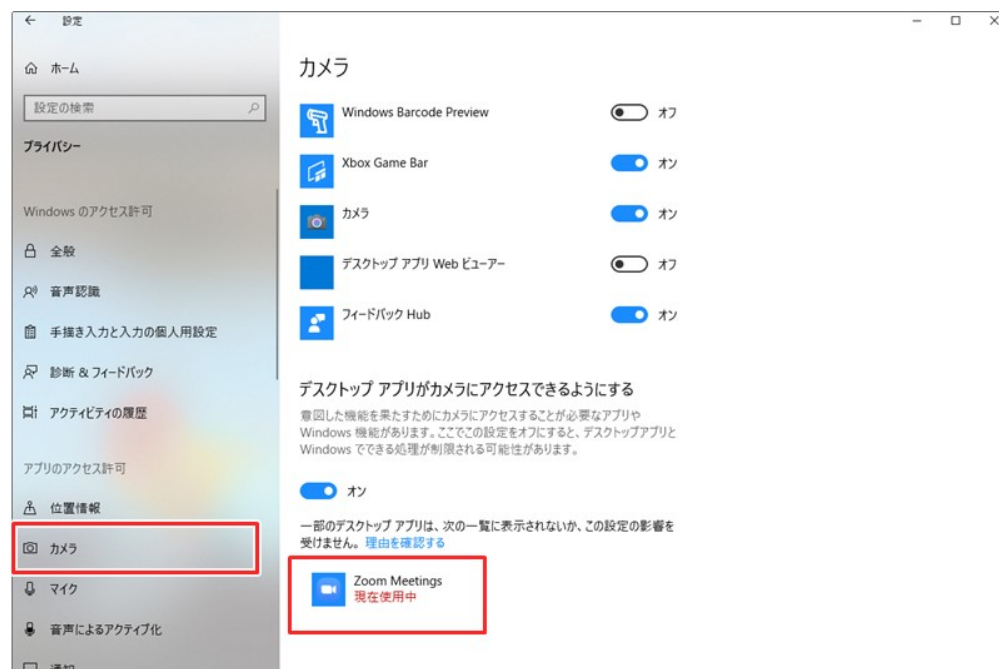 設定
ホーム
設定の検索
プライバシー
Windows のアクセス許可
全般
音声認識
手描き入力と入力の個人用設定
診断 & フィードバック
アクティビティの履歴
アプリのアクセス許可
位置情報
カメラ
マイク
音声によるアクティブ化
通知
カメラ
Windows Barcode Preview
オフ
Xbox Game Bar
オン
カメラ
オン
デスクトップ アプリ Web ビューアー
オフ
フィードバック Hub
オン
デスクトップ アプリがカメラにアクセスできるようにする
意図した機能を果たすためにカメラにアクセスすることが必要なアプリや
Windows 機能があります。ここでこの設定をオフにすると、デスクトップアプリと
Windows でできる処理が制限される可能性があります。
オン
一部のデスクトップ アプリは、次の一覧に表示されないか、この設定の影響を
受けません。 理由を確認する
Zoom Meetings
現在使用中